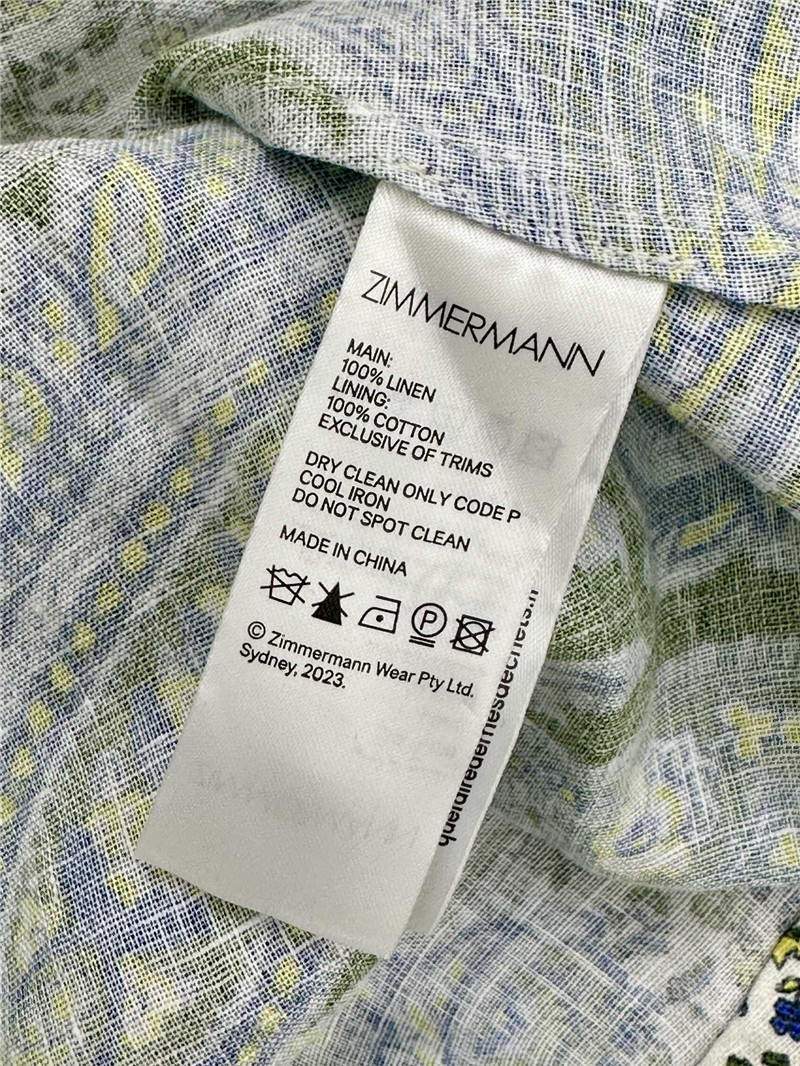 ZIMMERMANN
MAIN:
100% LINEN
LINING:
100% COTTON
EXCLUSIVE OF TRIMS
DRY CLEAN ONLY CODE P
COOL IRON
DO NOT SPOT CLEAN
MADE IN CHINA
P
© Zimmermann Wear Pty Ltd.
Sydney, 2023.